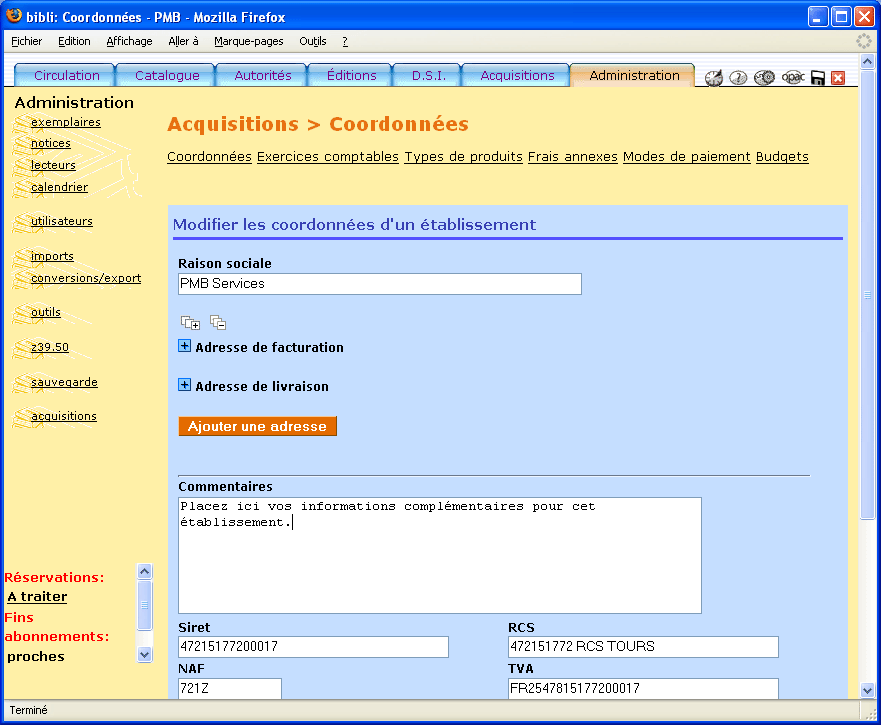 bibli: Coordonnées - PMB - Mozilla Firefox
Fichier Edition Affichage Aller à Marque-pages Outils ?
Circulation Catalogue Autorités Éditions D.S.I. Acquisitions Administration opac
Administration
exemplaires
notices
lecteurs
calendrier
utilisateurs
imports
conversions/export
outils
z39.50
sauvegarde
acquisitions
Réservations:
A traiter
Fins
abonnements:
proches
Acquisitions > Coordonnées
Coordonnées Exercices comptables Types de produits Frais annexes Modes de paiement Budgets
Modifier les coordonnées d'un établissement
Raison sociale
PMB Services
Adresse de facturation
Adresse de livraison
Ajouter une adresse
Commentaires
Placez ici vos informations complémentaires pour cet
établissement.
Siret RCS
47215177200017 472151772 RCS TOURS
NAF TVA
721Z FR2547815177200017
Terminé